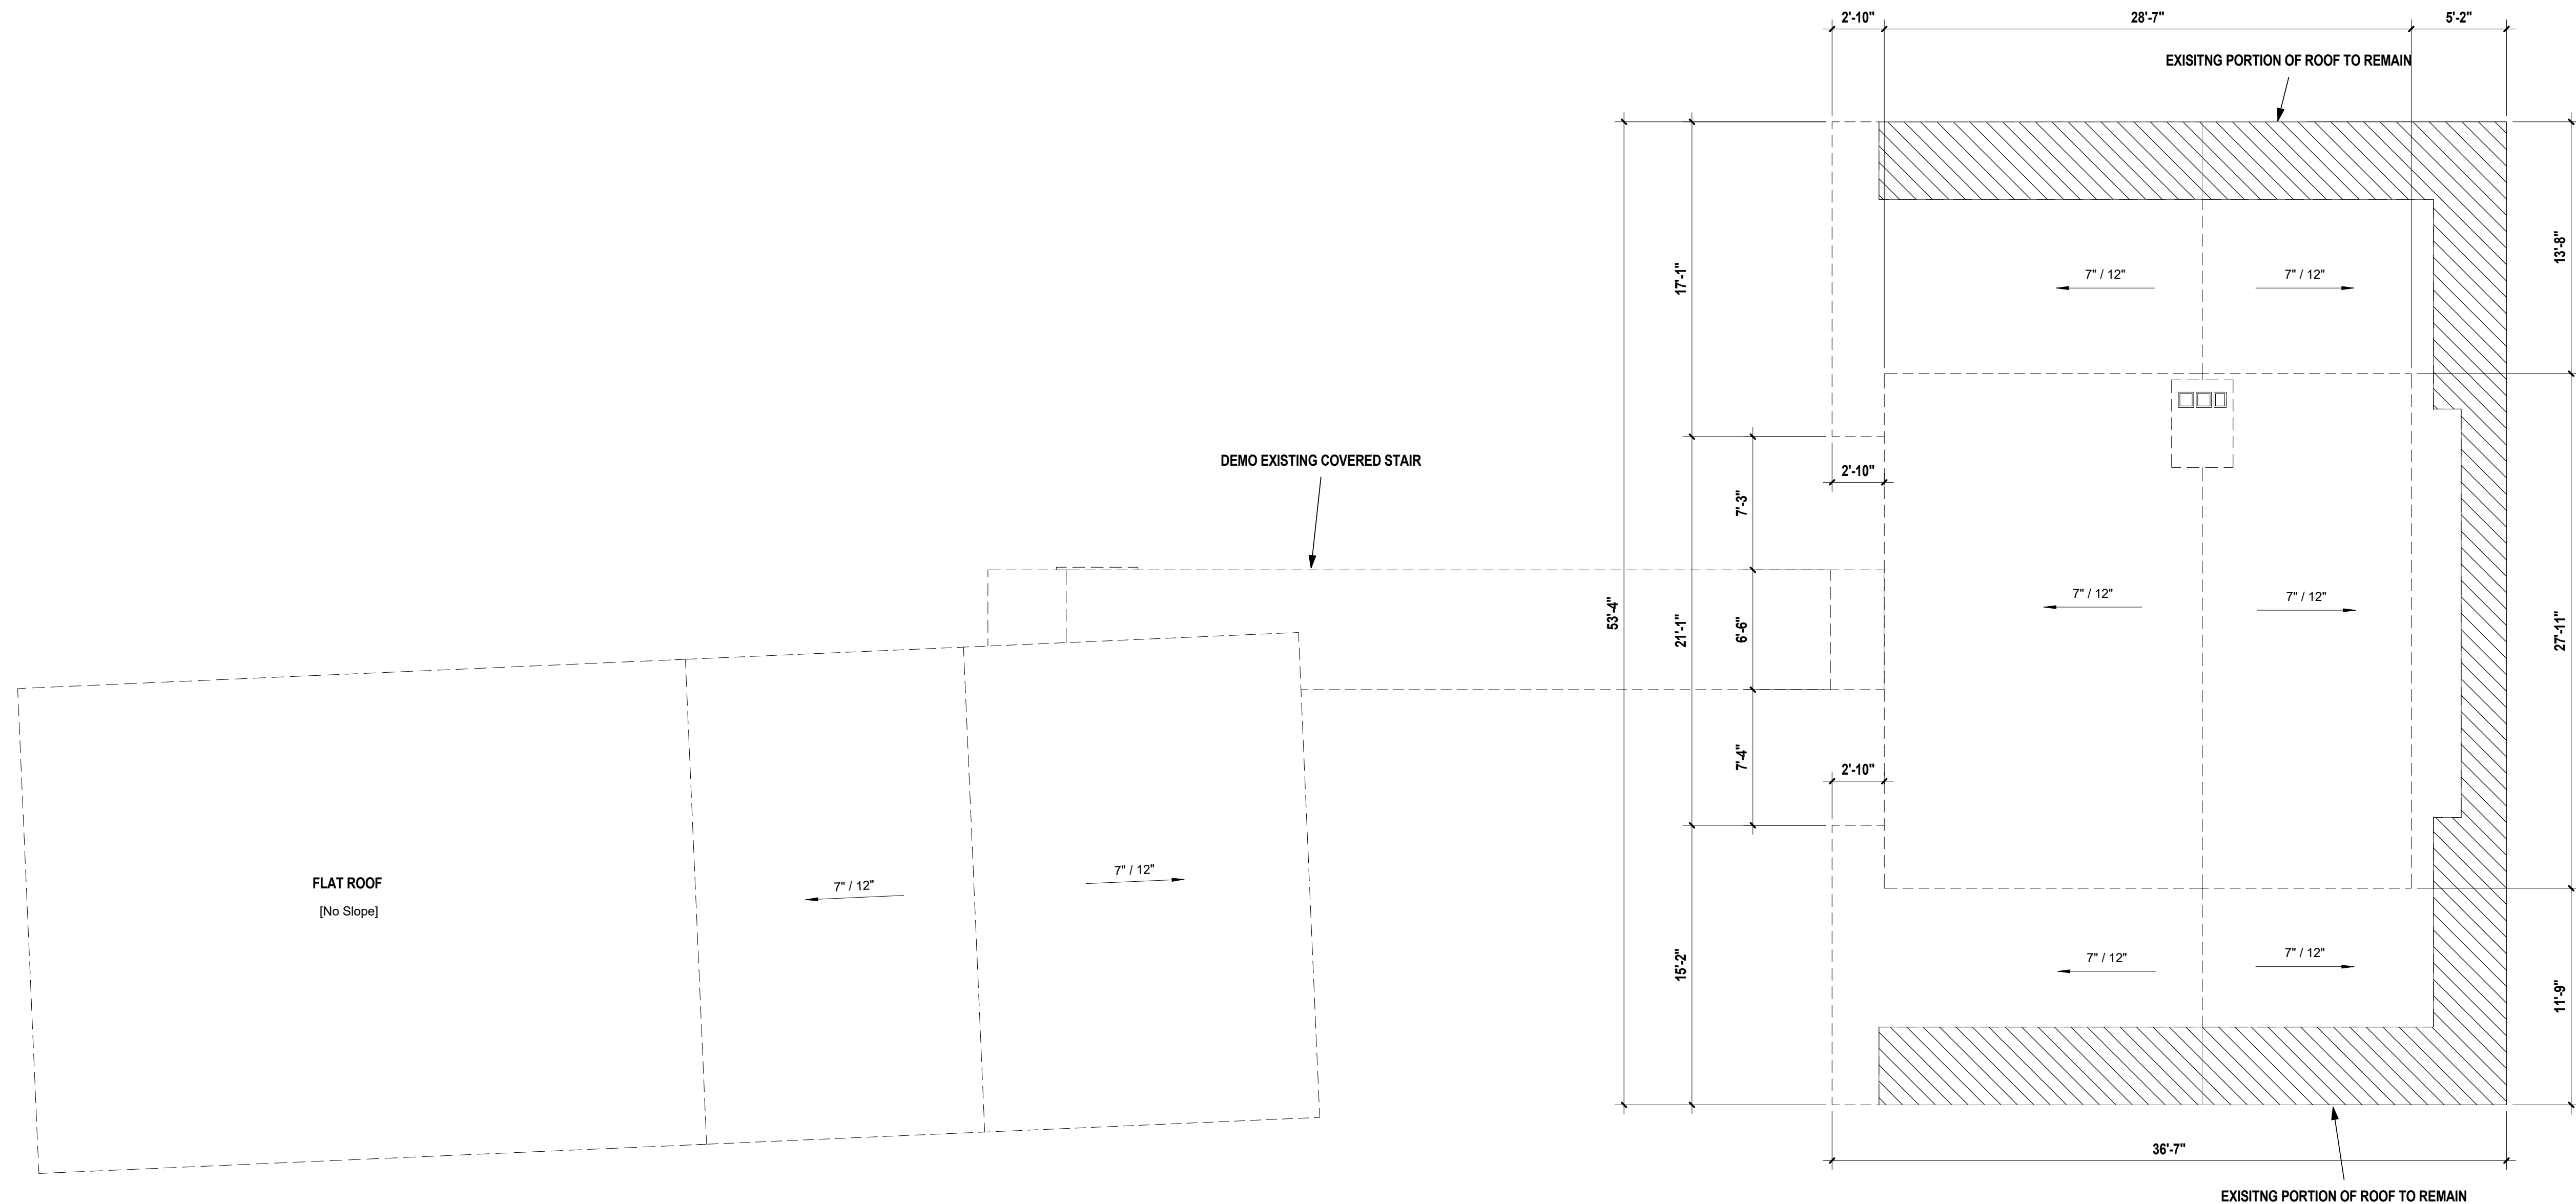 2'-10" 28'-7" 5'-2"
EXISITNG PORTION OF ROOF TO REMAIN
13'-8"
17'-1"
7" / 12" 7" / 12"
DEMO EXISTING COVERED STAIR
2'-10"
7'-3"
53'-4"
21'-1"
6'-6"
7" / 12" 7" / 12"
27'-11"
7'-4"
2'-10"
FLAT ROOF
[No Slope]
7" / 12"
7" / 12"
15'-2"
7" / 12" 7" / 12"
11'-9"
36'-7"
EXISITNG PORTION OF ROOF TO REMAIN